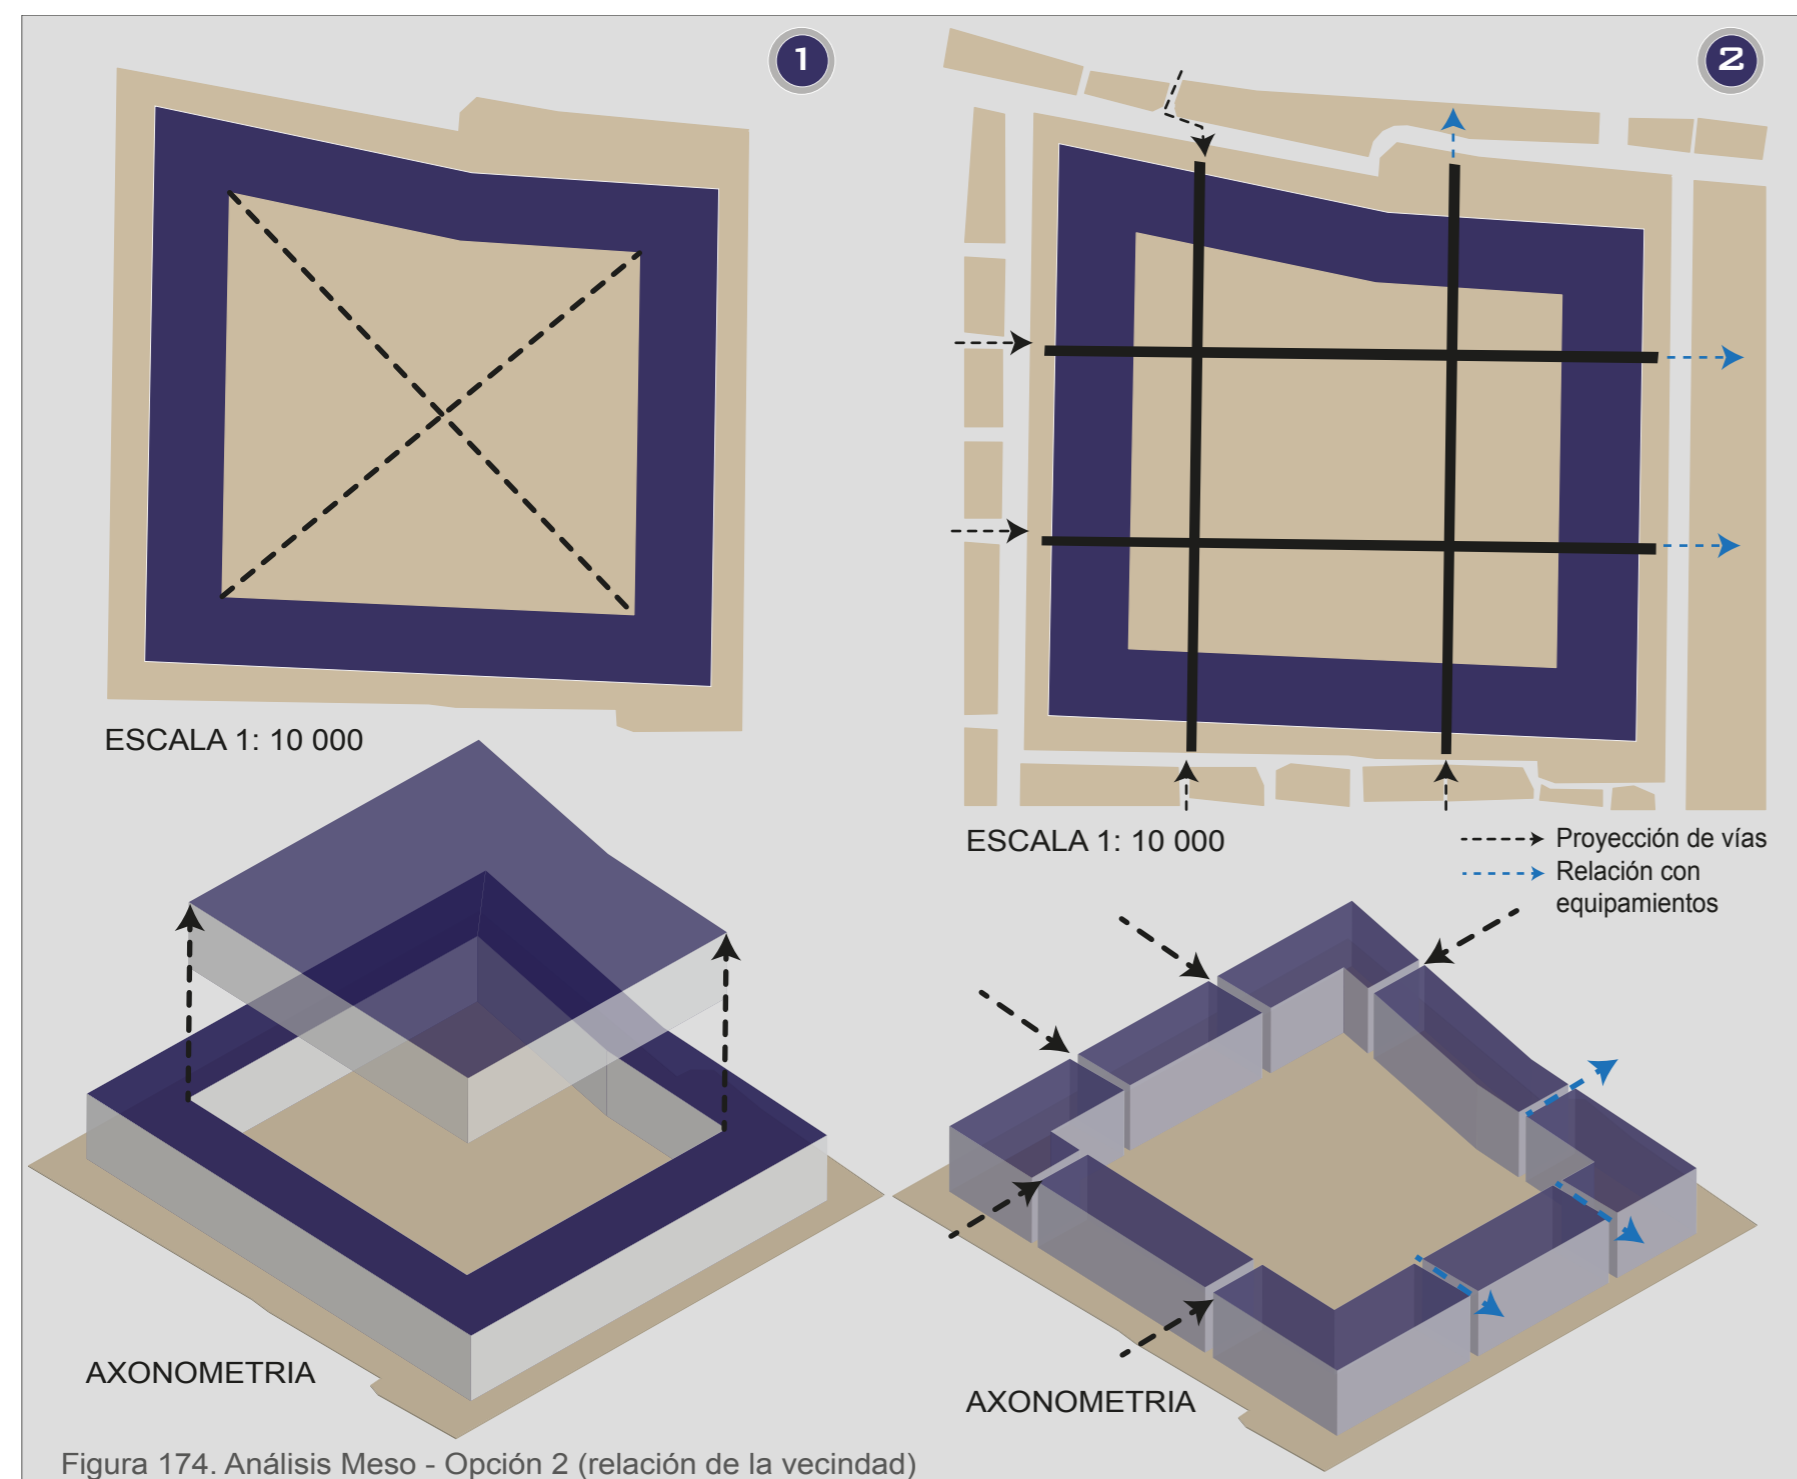 1
2
ESCALA 1: 10 000
ESCALA 1: 10 000
Proyección de vías
Relación con
equipamientos
AXONOMETRIA
AXONOMETRIA
Figura 174. Análisis Meso - Opción 2 (relación de la vecindad)